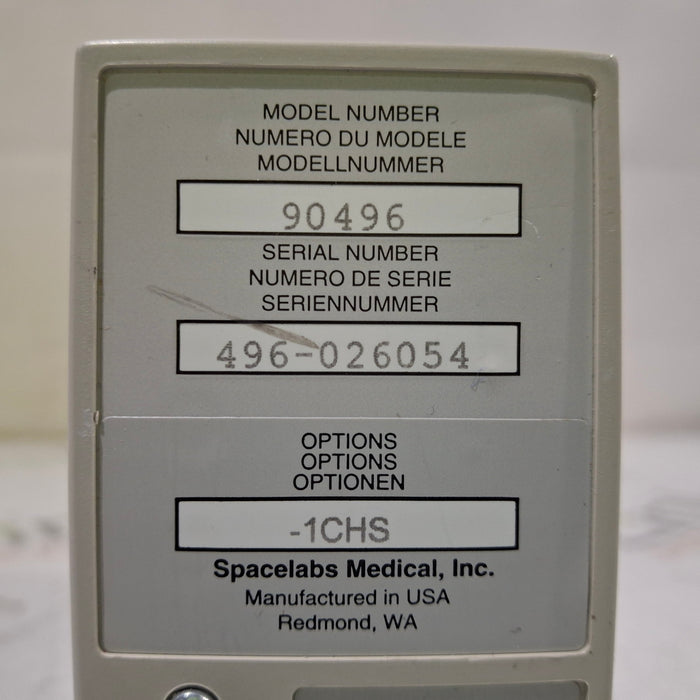 MODEL NUMBER
NUMERO DU MODELE
MODELLNUMMER
90496
SERIAL NUMBER
NUMERO DE SERIE
SERIENNUMMER
496-026054
OPTIONS
OPTIONS
OPTIONEN
-1CHS
Spacelabs Medical, Inc.
Manufactured in USA
Redmond, WA